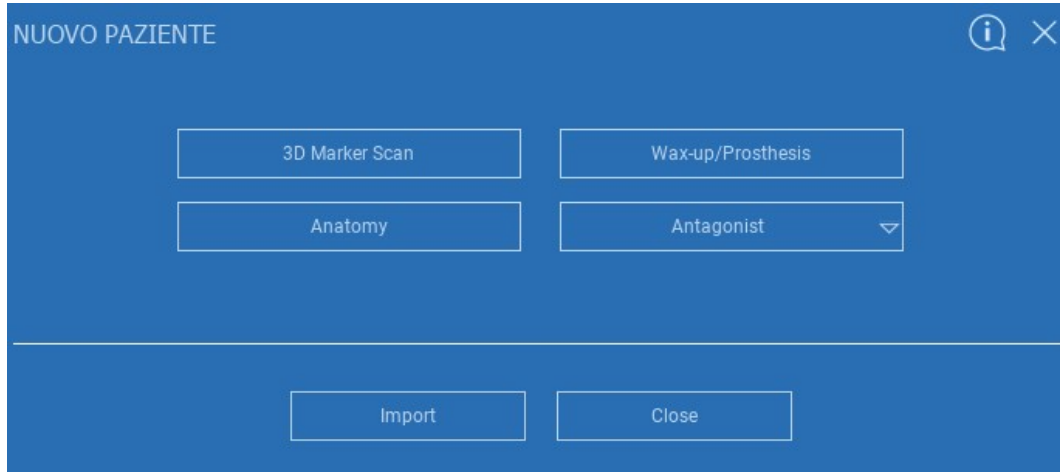 NUOVO PAZIENTE
3D Marker Scan
Wax-up/Prosthesis
Anatomy
Antagonist
Import
Close